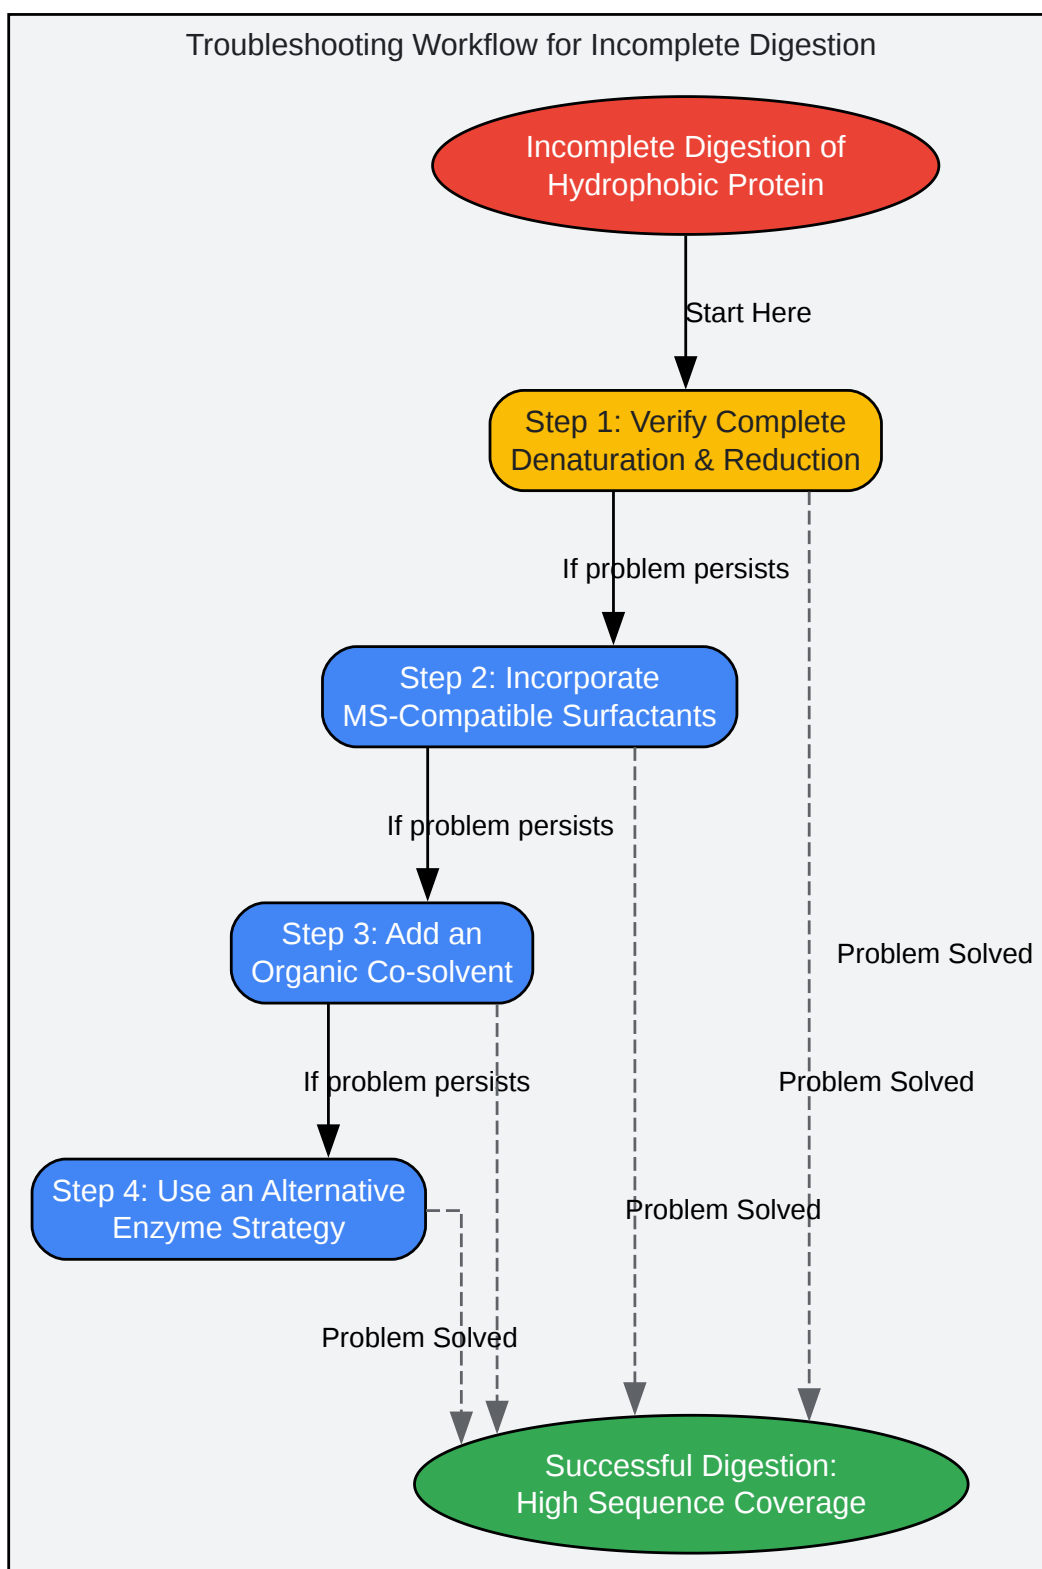 Troubleshooting Workflow for Incomplete Digestion
Incomplete Digestion of
Hydrophobic Protein
Start Here
Step 1: Verify Complete
Denaturation & Reduction
If problem persists
Step 2: Incorporate
MS-Compatible Surfactants
If problem persists
Step 3: Add an
Organic Co-solvent
Problem Solved
If problem persists
Problem Solved
Step 4: Use an Alternative
Enzyme Strategy
Problem Solved
Problem Solved
Successful Digestion:
High Sequence Coverage